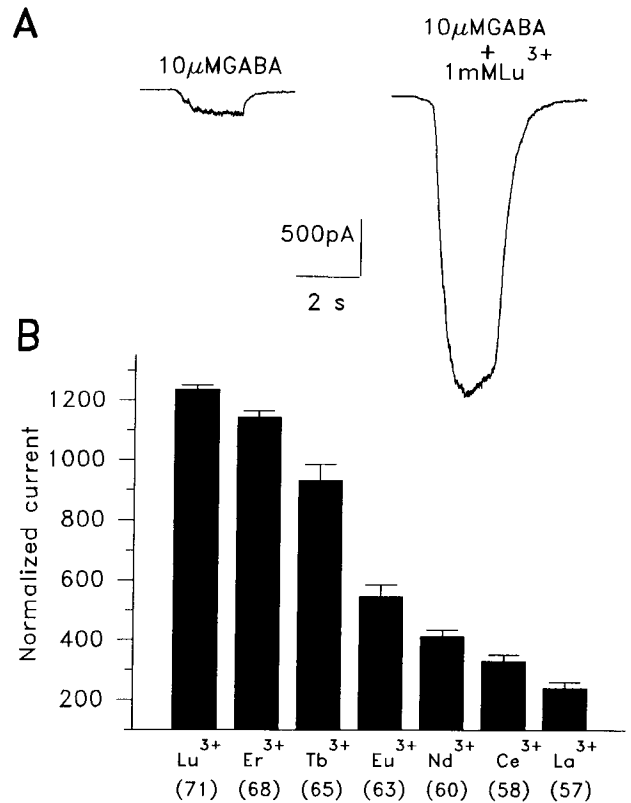 A
10μMGABA
10μMGABA
+
1mMLu3+
500pA
2 s
B
Normalized current
1200
1000
800
600
400
200
Lu3+ Er3+ Tb3+ Eu3+ Nd3+ Ce3+ La3+
(71) (68) (65) (63) (60) (58) (57)